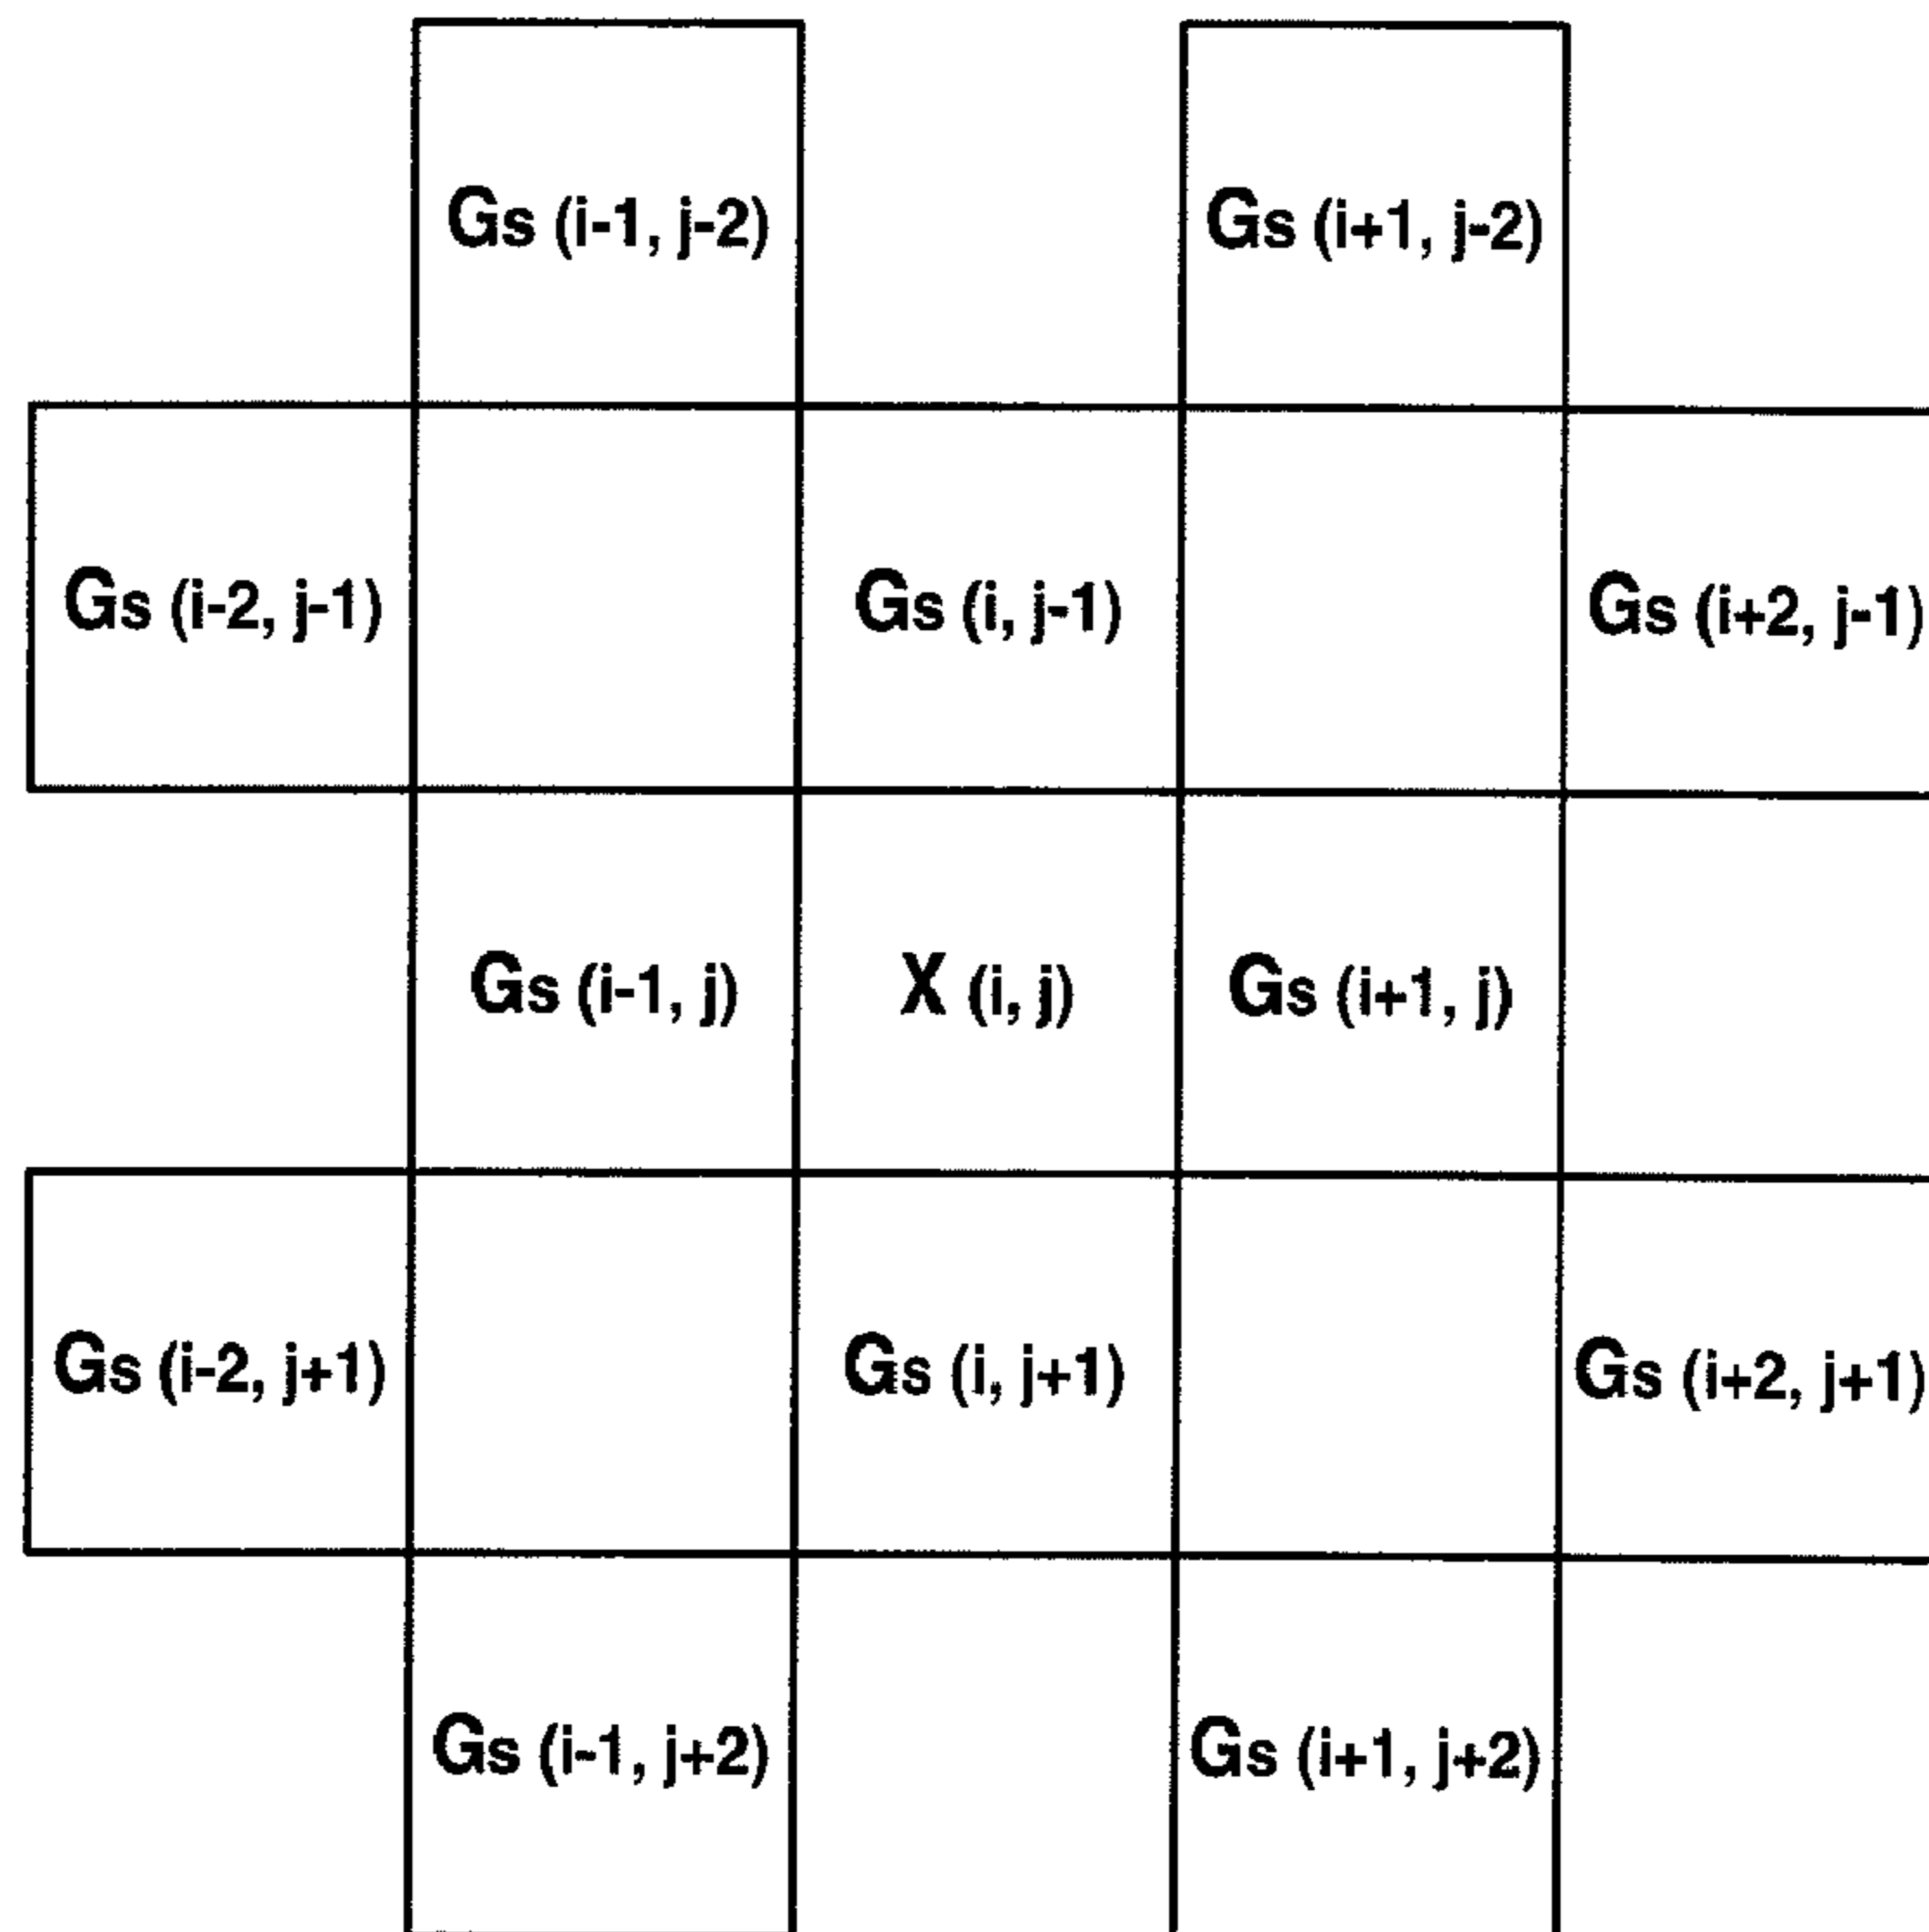 Gs (i-1, j-2) Gs (i+1, j-2)
Gs (i-2, j-1) Gs (i, j-1) Gs (i+2, j-1)
Gs (i-1, j) X (i, j) Gs (i+1, j)
Gs (i-2, j+1) Gs (i, j+1) Gs (i+2, j+1)
Gs (i-1, j+2) Gs (i+1, j+2)